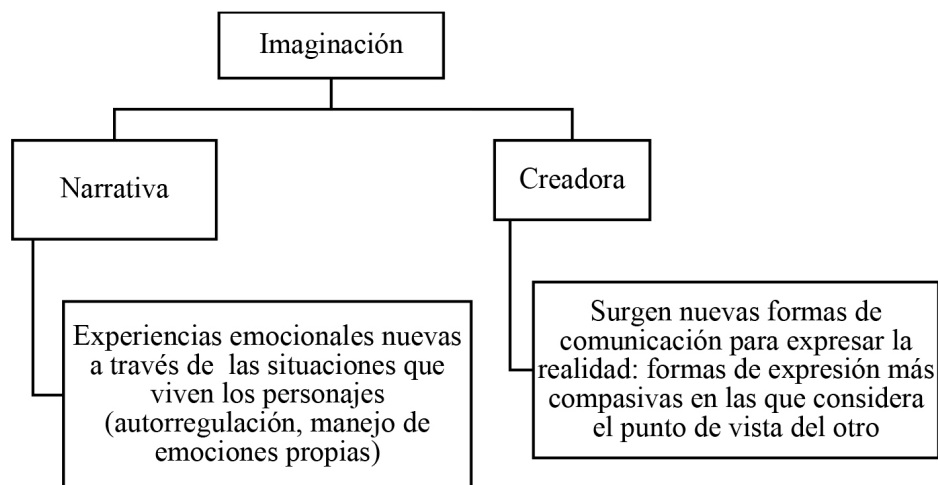 Imaginación
Narrativa
Creadora
Experiencias emocionales nuevas
a través de  las situaciones que
viven los personajes
(autorregulación, manejo de
emociones propias)
Surgen nuevas formas de
comunicación para expresar la
realidad: formas de expresión más
compasivas en las que considera
el punto de vista del otro